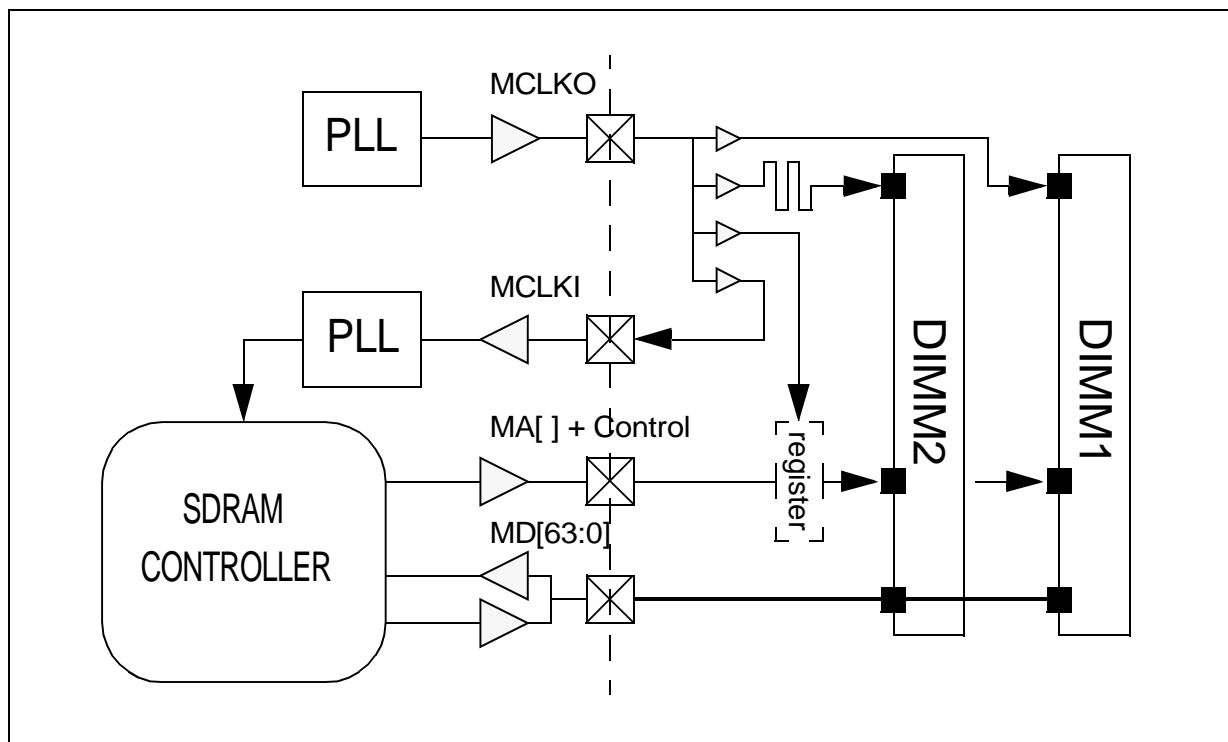 MCLKO
PLL
MCLKI
PLL
DIMM2
DIMM1
MA[ ] + Control
register
SDRAM
CONTROLLER
MD[63:0]